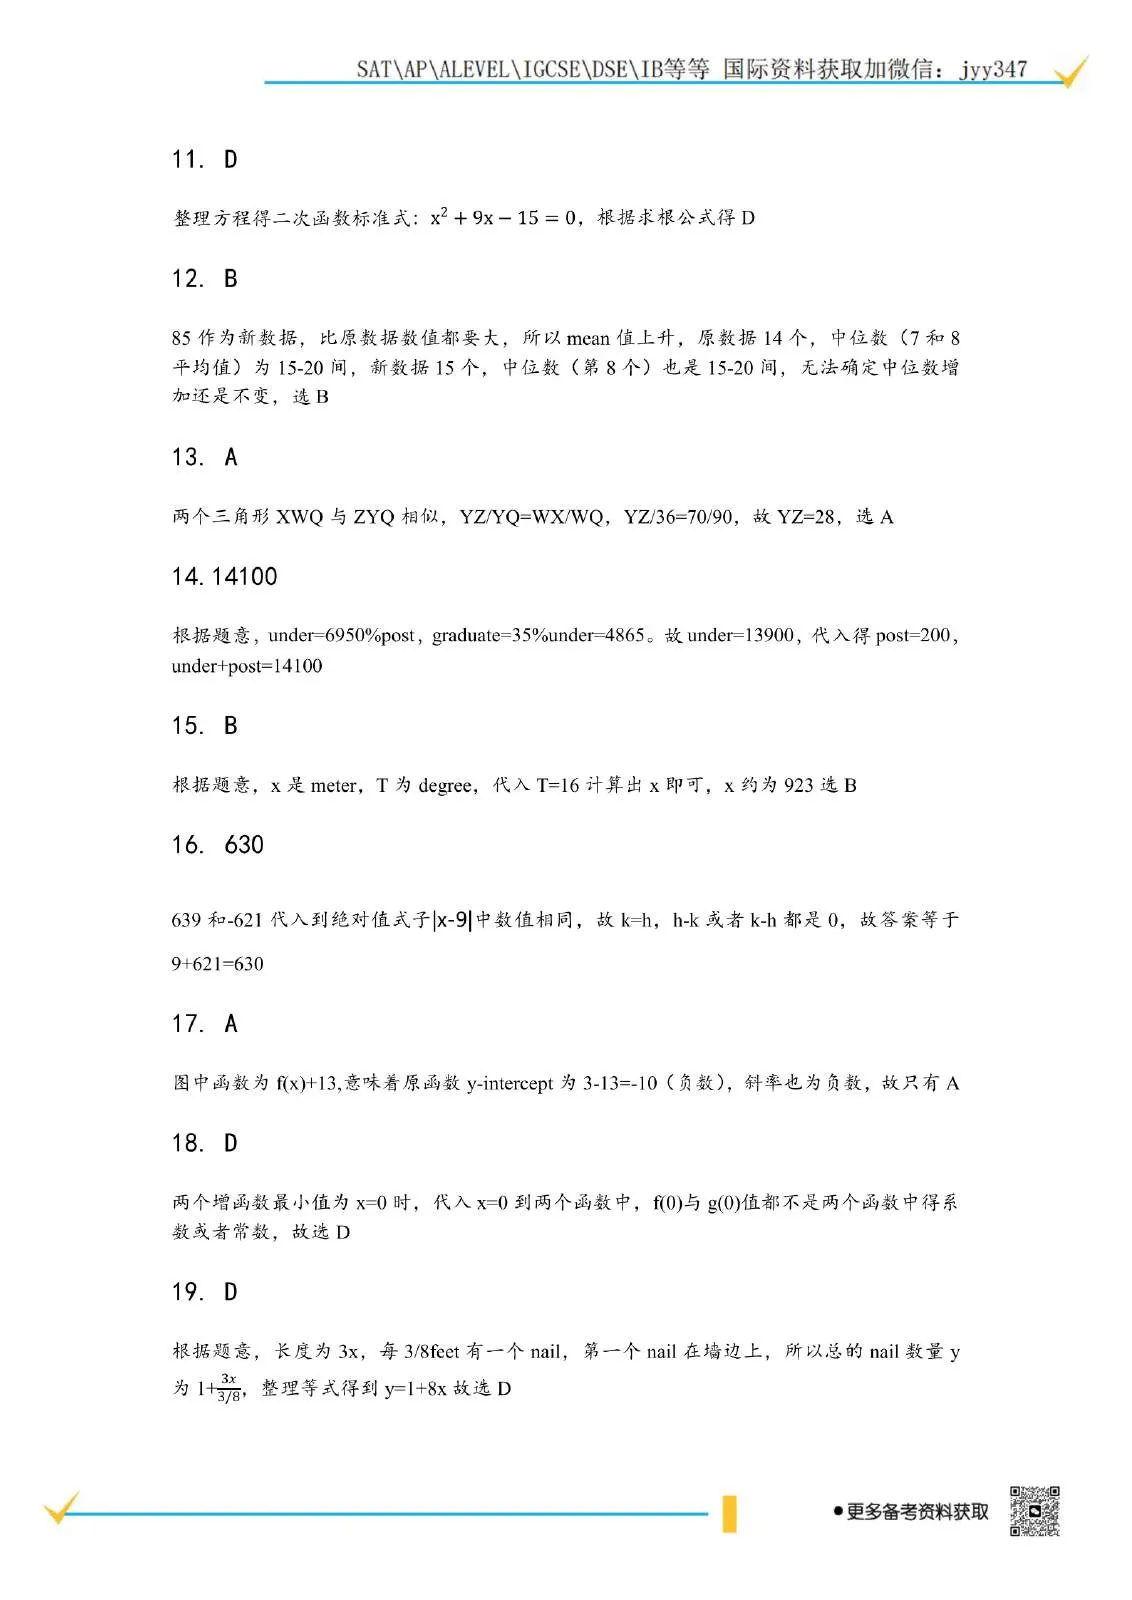 SAT\AP\ALEVEL\IGCSE\DSE\IB等等 国际资料获取加微信：jyy347
11. D
整理方程得二次函数标准式：x² + 9x − 15 = 0，根据求根公式得 D
12. B
85 作为新数据，比原数据数值都要大，所以 mean 值上升，原数据 14 个，中位数（7 和 8
平均值）为 15-20 间，新数据 15 个，中位数（第 8 个）也是 15-20 间，无法确定中位数增
加还是不变，选 B
13. A
两个三角形 XWQ 与 ZYQ 相似，YZ/YQ=WX/WQ，YZ/36=70/90，故 YZ=28，选 A
14. 14100
根据题意，under=6950%post，graduate=35%under=4865。故 under=13900，代入得 post=200，
under+post=14100
15. B
根据题意，x 是 meter，T 为 degree，代入 T=16 计算出 x 即可，x 约为 923 选 B
16. 630
639 和-621 代入到绝对值式子|x-9|中数值相同，故 k=h，h-k 或者 k-h 都是 0，故答案等于
9+621=630
17. A
图中函数为 f(x)+13,意味着原函数 y-intercept 为 3-13=-10（负数），斜率也为负数，故只有 A
18. D
两个增函数最小值为 x=0 时，代入 x=0 到两个函数中，f(0)与 g(0)值都不是两个函数中得系
数或者常数，故选 D
19. D
根据题意，长度为 3x，每 3/8feet 有一个 nail，第一个 nail 在墙边上，所以总的 nail 数量 y
为 1+3x/(3/8)，整理等式得到 y=1+8x 故选 D
●更多备考资料获取